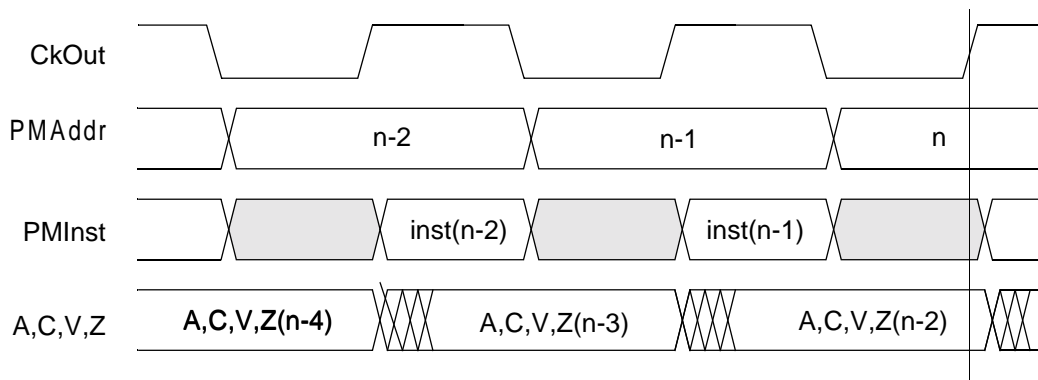 CkOut
PMAddr n-2 n-1 n
PMInst inst(n-2) inst(n-1)
A,C,V,Z A,C,V,Z(n-4) A,C,V,Z(n-3) A,C,V,Z(n-2)